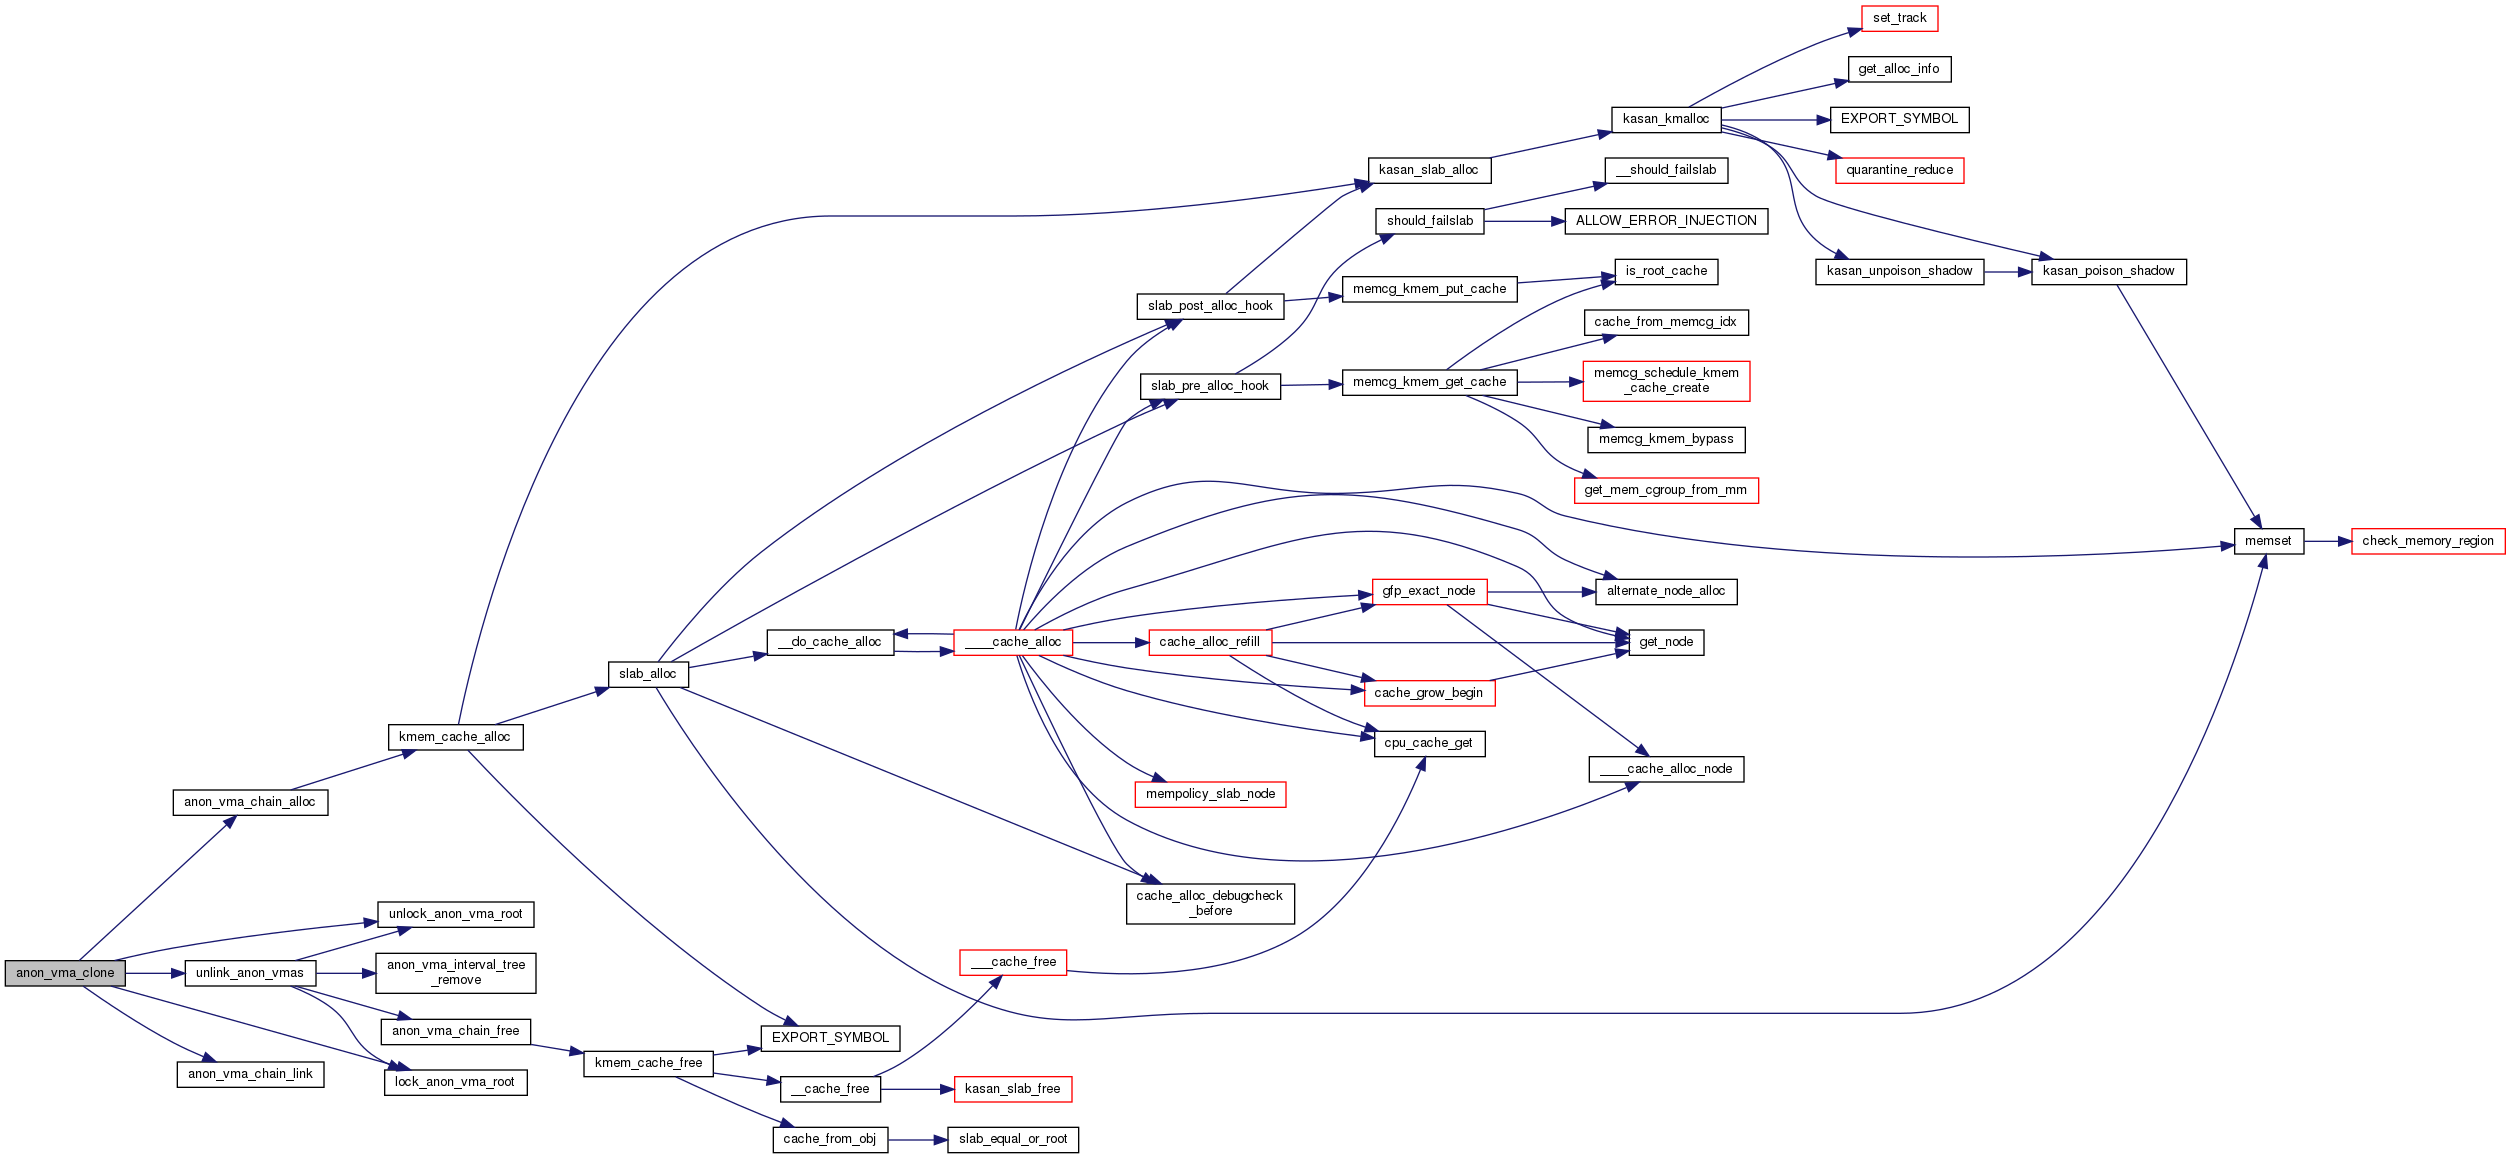 set_track
get_alloc_info
kasan_kmalloc
EXPORT_SYMBOL
kasan_slab_alloc
__should_failslab
quarantine_reduce
should_failslab
ALLOW_ERROR_INJECTION
is_root_cache
kasan_unpoison_shadow
kasan_poison_shadow
memcg_kmem_put_cache
slab_post_alloc_hook
cache_from_memcg_idx
slab_pre_alloc_hook
memcg_kmem_get_cache
memcg_schedule_kmem
_cache_create
memcg_kmem_bypass
get_mem_cgroup_from_mm
memset
check_memory_region
gfp_exact_node
alternate_node_alloc
__do_cache_alloc
____cache_alloc
cache_alloc_refill
get_node
slab_alloc
cache_grow_begin
kmem_cache_alloc
cpu_cache_get
____cache_alloc_node
mempolicy_slab_node
anon_vma_chain_alloc
cache_alloc_debugcheck
_before
unlock_anon_vma_root
___cache_free
anon_vma_clone
unlink_anon_vmas
anon_vma_interval_tree
_remove
anon_vma_chain_free
EXPORT_SYMBOL
kmem_cache_free
anon_vma_chain_link
lock_anon_vma_root
__cache_free
kasan_slab_free
cache_from_obj
slab_equal_or_root